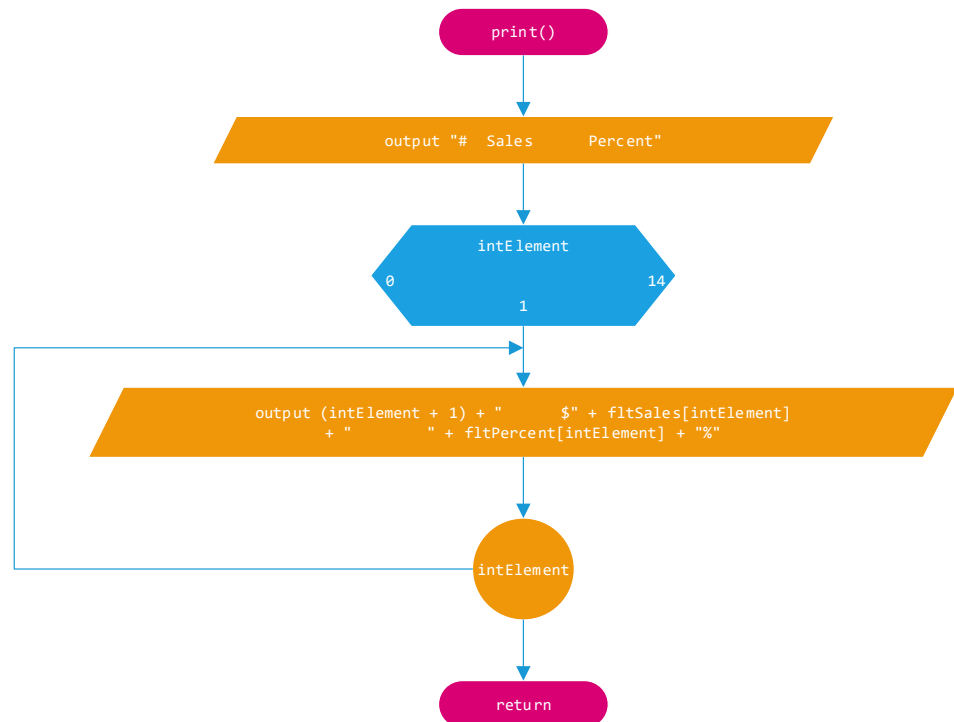 print()
output "#  Sales      Percent"
intElement
0 14
1
output (intElement + 1) + "      $" + fltSales[intElement]
+ "        " + fltPercent[intElement] + "%"
intElement
return